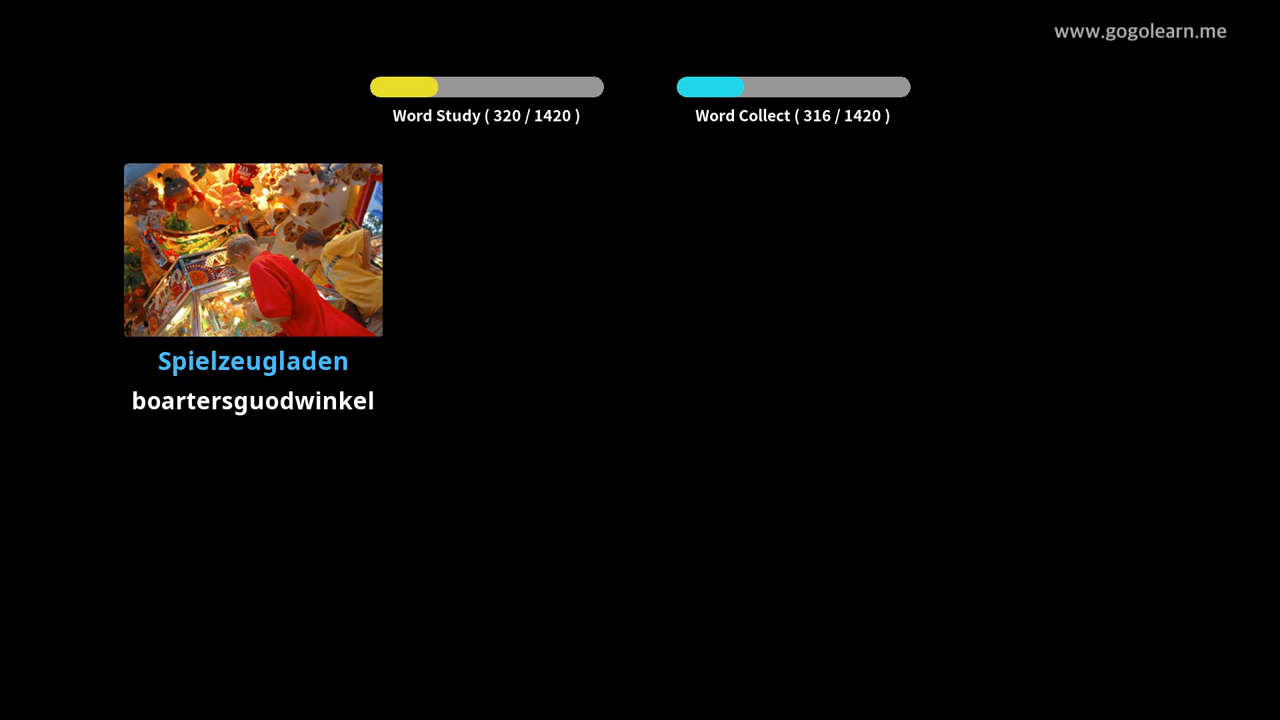 www.gogolearn.me
Word Study ( 320 / 1420 )
Word Collect ( 316 / 1420 )
Spielzeugladen
boartersguodwinkel